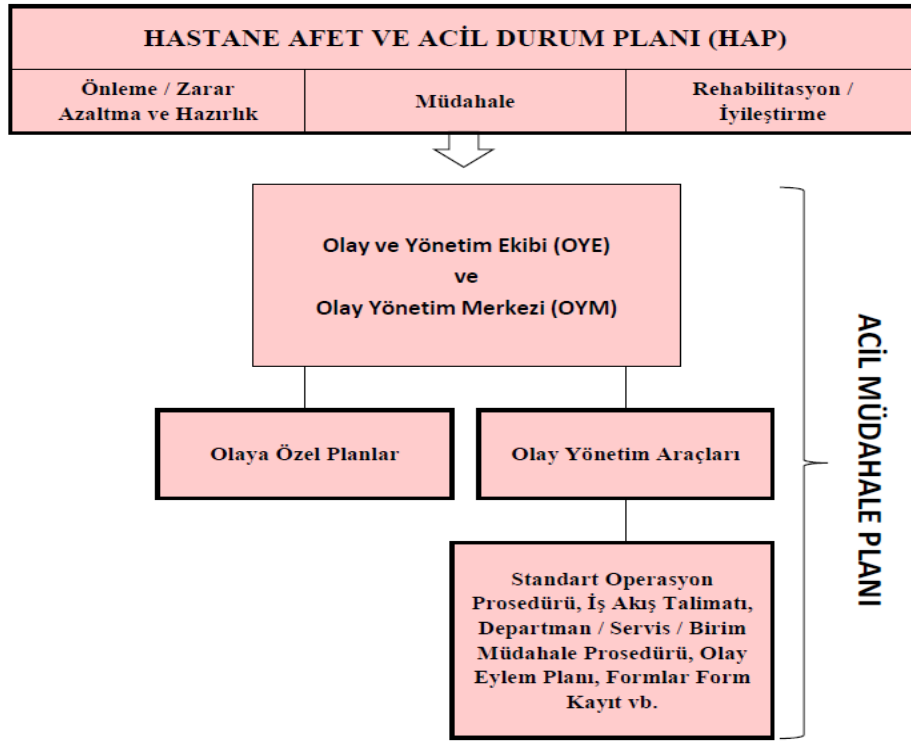 HASTANE AFET VE ACİL DURUM PLANI (HAP)
Önleme / Zarar
Azaltma ve Hazırlık
Müdahale
Rehabilitasyon /
İyileştirme
Olay ve Yönetim Ekibi (OYE)
ve
Olay Yönetim Merkezi (OYM)
Olaya Özel Planlar
Olay Yönetim Araçları
Standart Operasyon
Prosedürü, İş Akış Talimatı,
Departman / Servis / Birim
Müdahale Prosedürü, Olay
Eylem Planı, Formlar Form
Kayıt vb.
ACİL MÜDAHALE PLANI